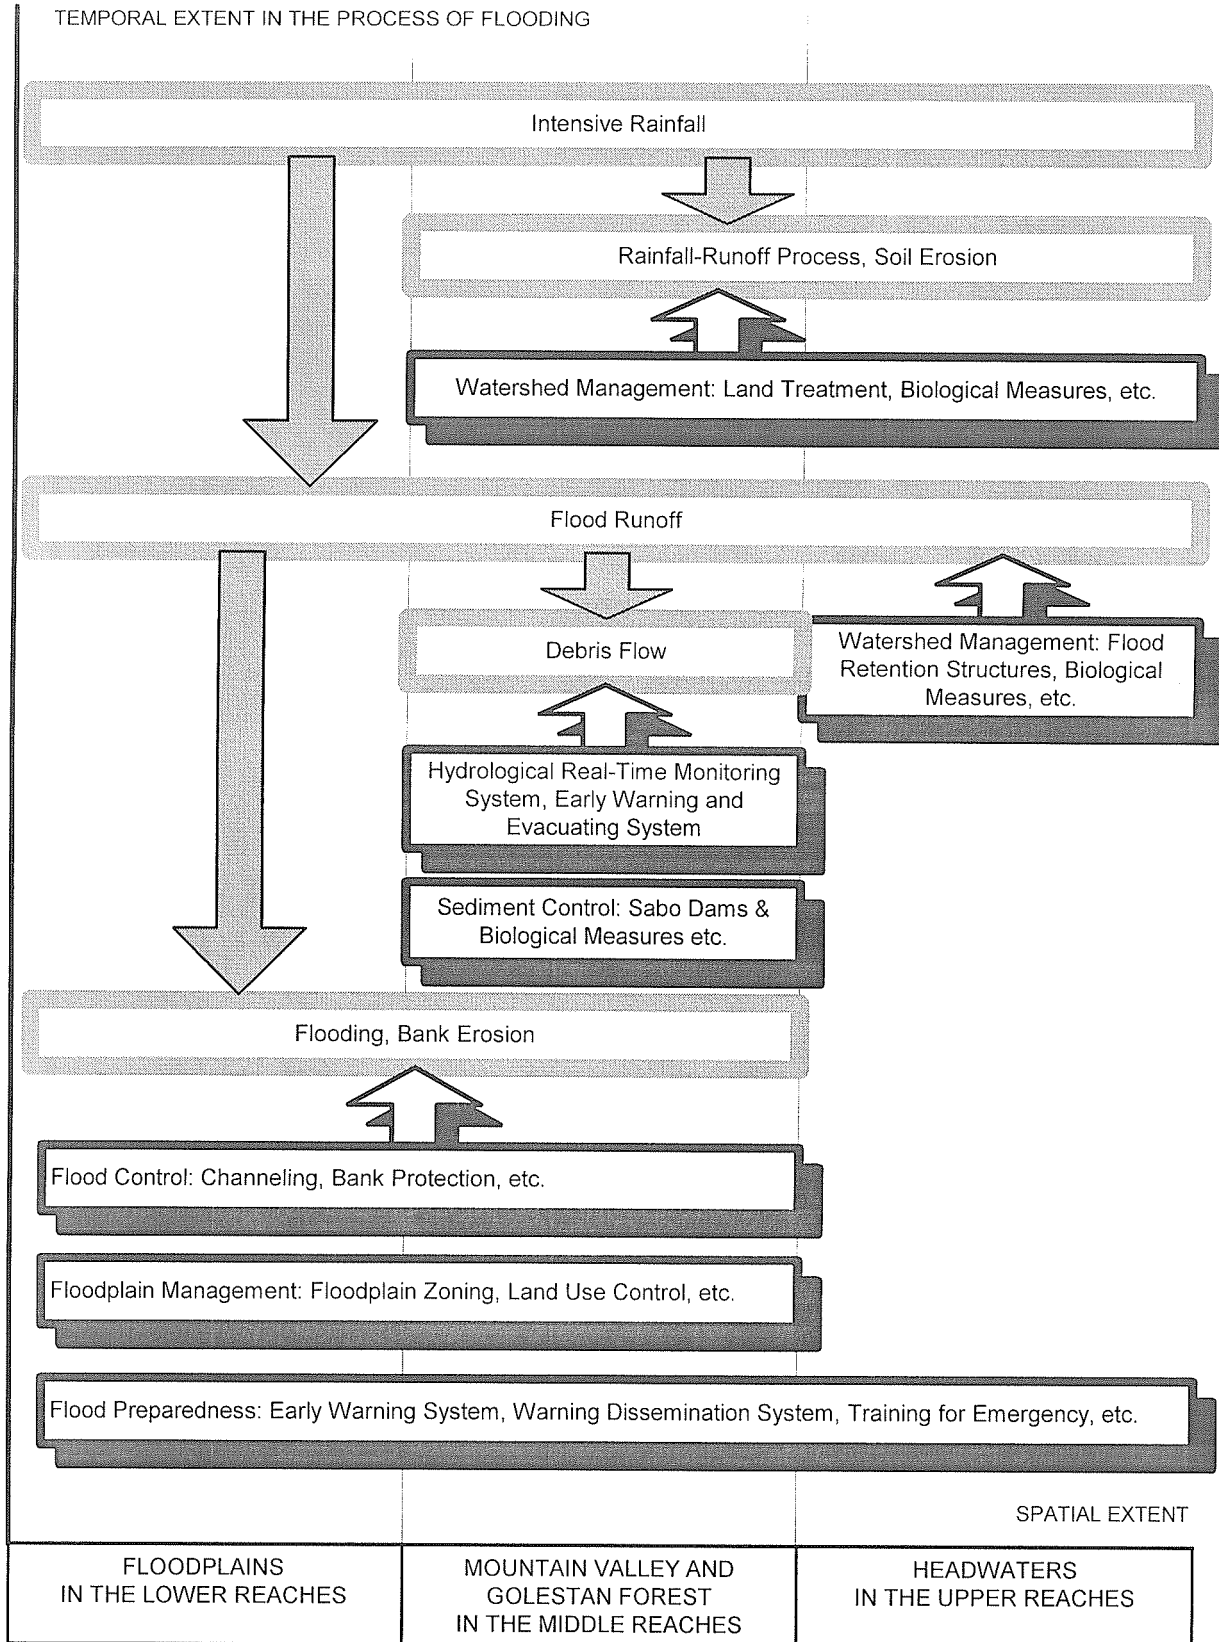 TEMPORAL EXTENT IN THE PROCESS OF FLOODING
Intensive Rainfall
Rainfall-Runoff Process, Soil Erosion
Watershed Management: Land Treatment, Biological Measures, etc.
Flood Runoff
Debris Flow
Watershed Management: Flood
Retention Structures, Biological
Measures, etc.
Hydrological Real-Time Monitoring
System, Early Warning and
Evacuating System
Sediment Control: Sabo Dams &
Biological Measures etc.
Flooding, Bank Erosion
Flood Control: Channeling, Bank Protection, etc.
Floodplain Management: Floodplain Zoning, Land Use Control, etc.
Flood Preparedness: Early Warning System, Warning Dissemination System, Training for Emergency, etc.
SPATIAL EXTENT
FLOODPLAINS
IN THE LOWER REACHES
MOUNTAIN VALLEY AND
GOLESTAN FOREST
IN THE MIDDLE REACHES
HEADWATERS
IN THE UPPER REACHES